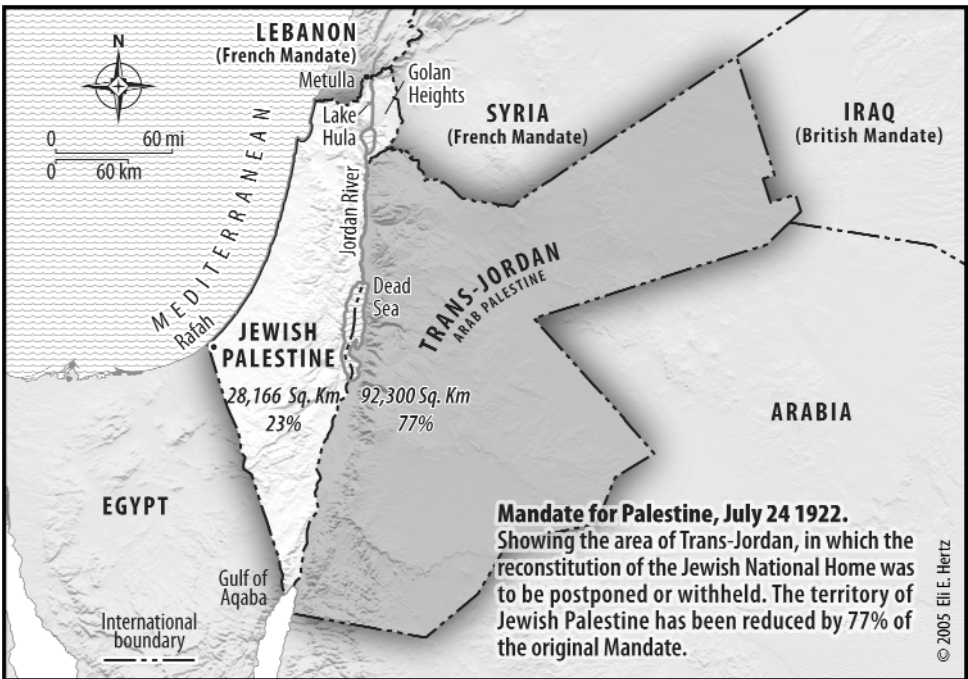 LEBANON
(French Mandate)
Metulla
Golan
Heights
N
Lake
Hula
SYRIA
(French Mandate)
IRAQ
(British Mandate)
0 60 mi
0 60 km
MEDITERRANEAN
Jordan River
Dead
Sea
TRANS-JORDAN
ARAB PALESTINE
Rafah
JEWISH
PALESTINE
28,166 Sq. Km
23%
92,300 Sq. Km
77%
ARABIA
EGYPT
Gulf of
Aqaba
International
boundary
Mandate for Palestine, July 24 1922.
Showing the area of Trans-Jordan, in which the
reconstitution of the Jewish National Home was
to be postponed or withheld. The territory of
Jewish Palestine has been reduced by 77% of
the original Mandate.
© 2005 Eli E. Hertz